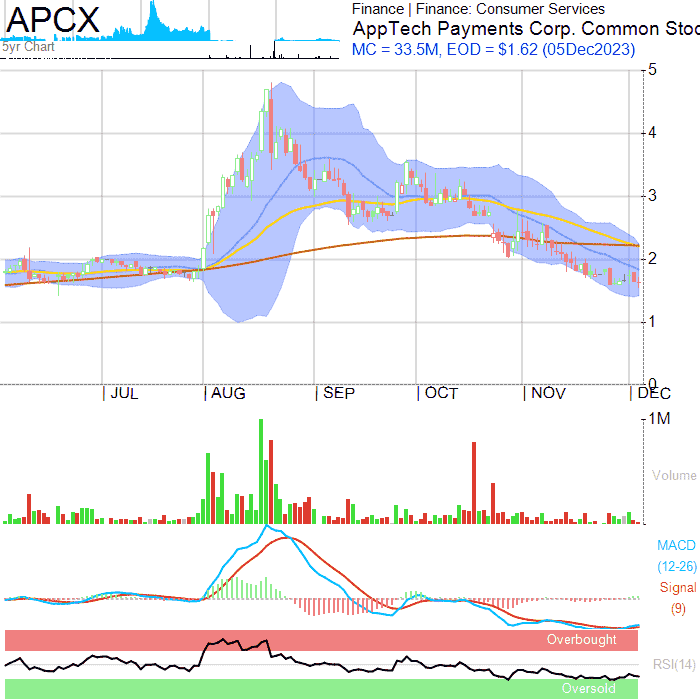 APCX
5yr Chart
Finance | Finance: Consumer Services
AppTech Payments Corp. Common Stoc
MC = 33.5M, EOD = $1.62 (05Dec2023)
5
4
3
2
1
0
JUL
AUG
SEP
OCT
NOV
DEC
1M
Volume
MACD
(12-26)
Signal
(9)
Overbought
RSI(14)
Oversold